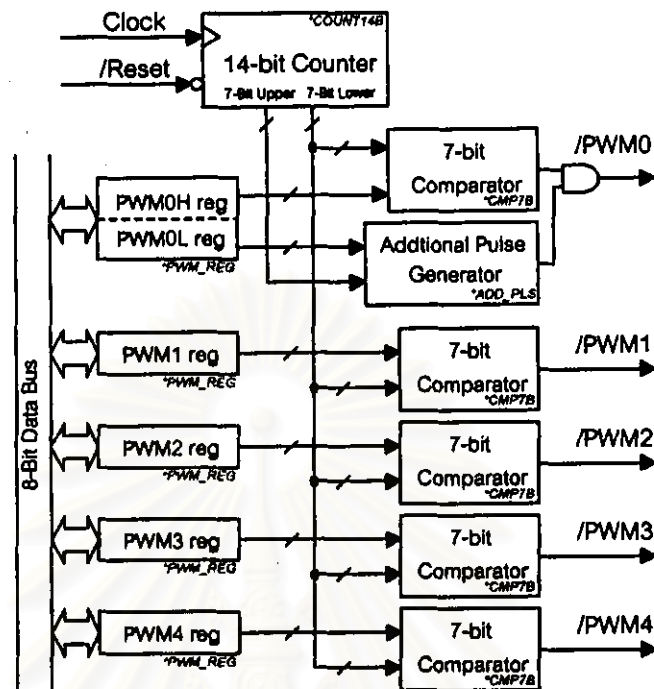 Clock
*COUNT14B
14-bit Counter
/Reset
7-Bit Upper 7-Bit Lower
/PWM0
7-bit
Comparator
*CMP7B
PWM0H reg
PWM0L reg
*PWM_REG
Addtional Pulse
Generator
*ADD_PLS
8-Bit Data Bus
/PWM1
PWM1 reg
*PWM_REG
7-bit
Comparator
*CMP7B
/PWM2
PWM2 reg
*PWM_REG
7-bit
Comparator
*CMP7B
/PWM3
PWM3 reg
*PWM_REG
7-bit
Comparator
*CMP7B
/PWM4
PWM4 reg
*PWM_REG
7-bit
Comparator
*CMP7B